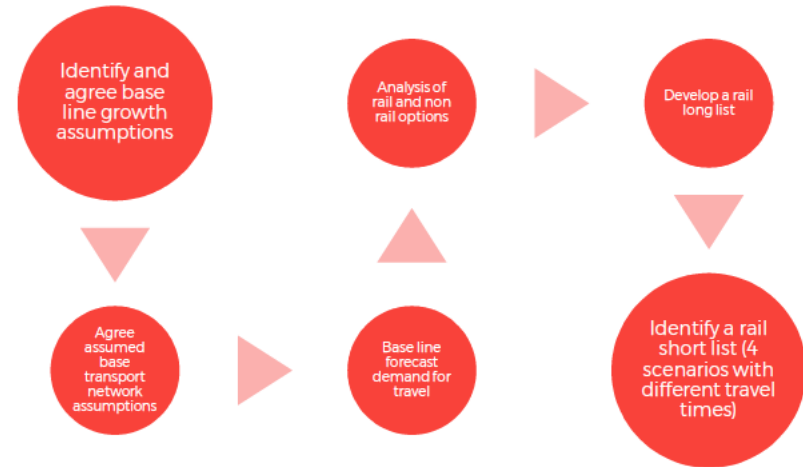 Identify and
agree base
line growth
assumptions
Agree
assumed
base
transport
network
assumptions
Base line
forecast
demand for
travel
Analysis of
rail and non
rail options
Develop a rail
long list
Identify a rail
short list (4
scenarios with
different travel
times)